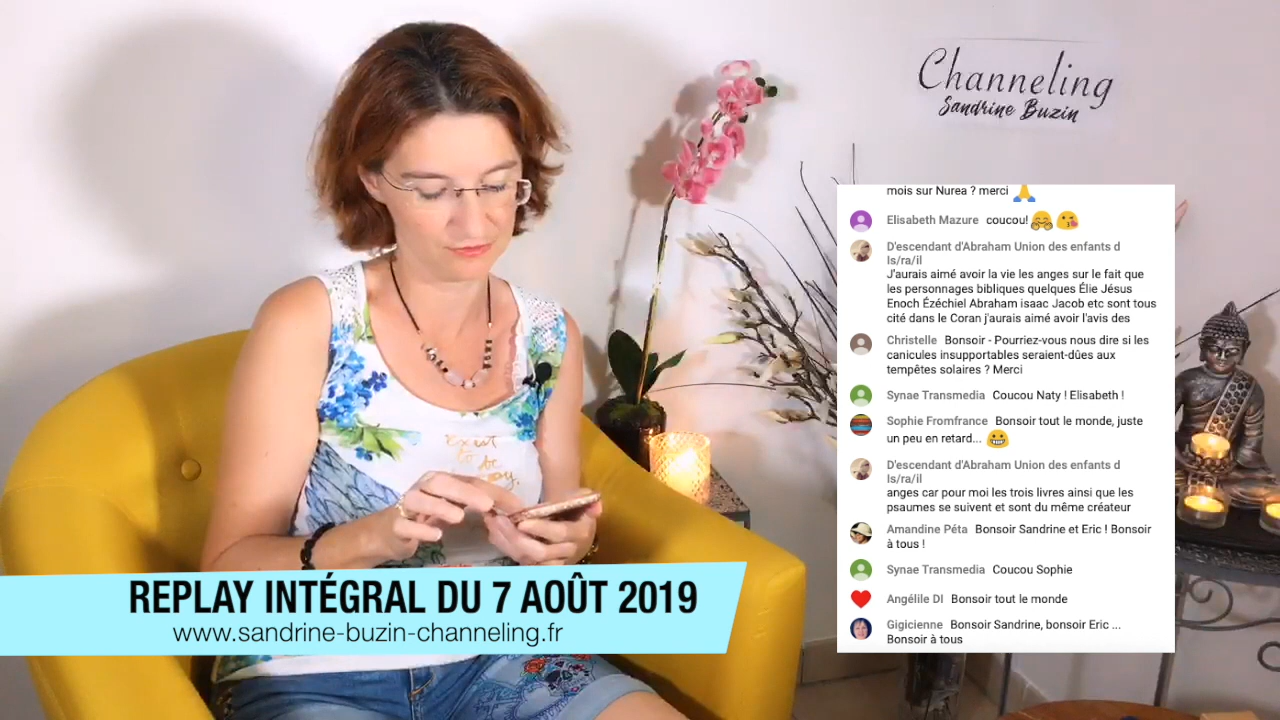 Channeling
Sandrine Buzin
mois sur Nurea ? merci 🙏
Elisabeth Mazure coucou! 🤗 😘
D'escendant d'Abraham Union des enfants d
Is/ra/il
J'aurais aimé avoir la vie les anges sur le fait que
les personnages bibliques quelques Élie Jésus
Enoch Ézéchiel Abraham isaac Jacob etc sont tous
cité dans le Coran j'aurais aimé avoir l'avis des
Christelle Bonsoir - Pourriez-vous nous dire si les
canicules insupportables seraient-dûes aux
tempêtes solaires ? Merci
Synae Transmedia Coucou Naty ! Elisabeth !
Sophie Fromfrance Bonsoir tout le monde, juste
un peu en retard... 😬
D'escendant d'Abraham Union des enfants d
Is/ra/il
anges car pour moi les trois livres ainsi que les
psaumes se suivent et sont du même créateur
Amandine Péta Bonsoir Sandrine et Eric ! Bonsoir
à tous !
Synae Transmedia Coucou Sophie
Angélile DI Bonsoir tout le monde
Gigicienne Bonsoir Sandrine, bonsoir Eric ...
Bonsoir à tous
to be
REPLAY INTÉGRAL DU 7 AOÛT 2019
www.sandrine-buzin-channeling.fr